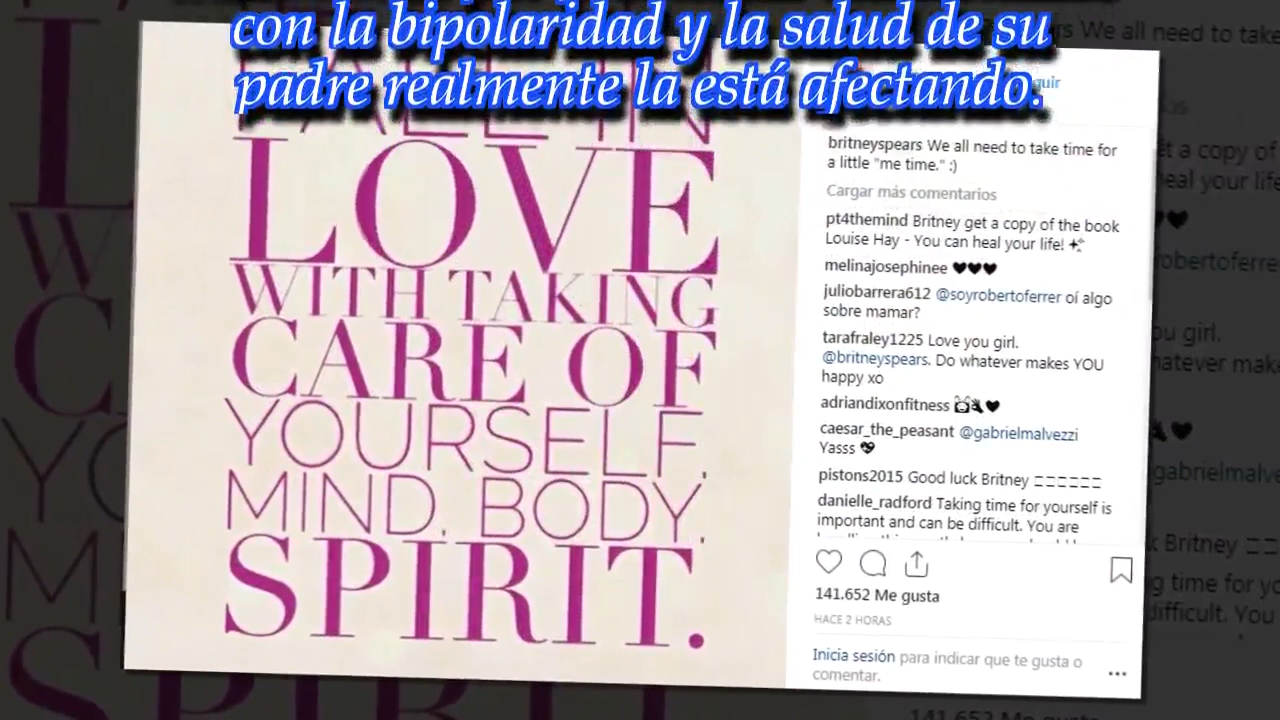 con la bipolaridad y la salud de su
padre realmente la está afectando.
FALL IN
LOVE
WITH TAKING
CARE OF
YOURSELF,
MIND, BODY,
SPIRIT.
britneyspears We all need to take time for
a little "me time." :)
Cargar más comentarios
pt4themind Britney get a copy of the book
Louise Hay - You can heal your life! ✨
melinajosephinee ♥♥♥
juliobarrera612 @soyrobertoferrer oí algo
sobre mamar?
tarafraley1225 Love you girl.
@britneyspears. Do whatever makes YOU
happy xo
adriandixonfitness
caesar_the_peasant @gabrielmalvezzi
Yasss 💖
pistons2015 Good luck Britney
danielle_radford Taking time for yourself is
important and can be difficult. You are
141.652 Me gusta
HACE 2 HORAS
Inicia sesión para indicar que te gusta o
comentar.